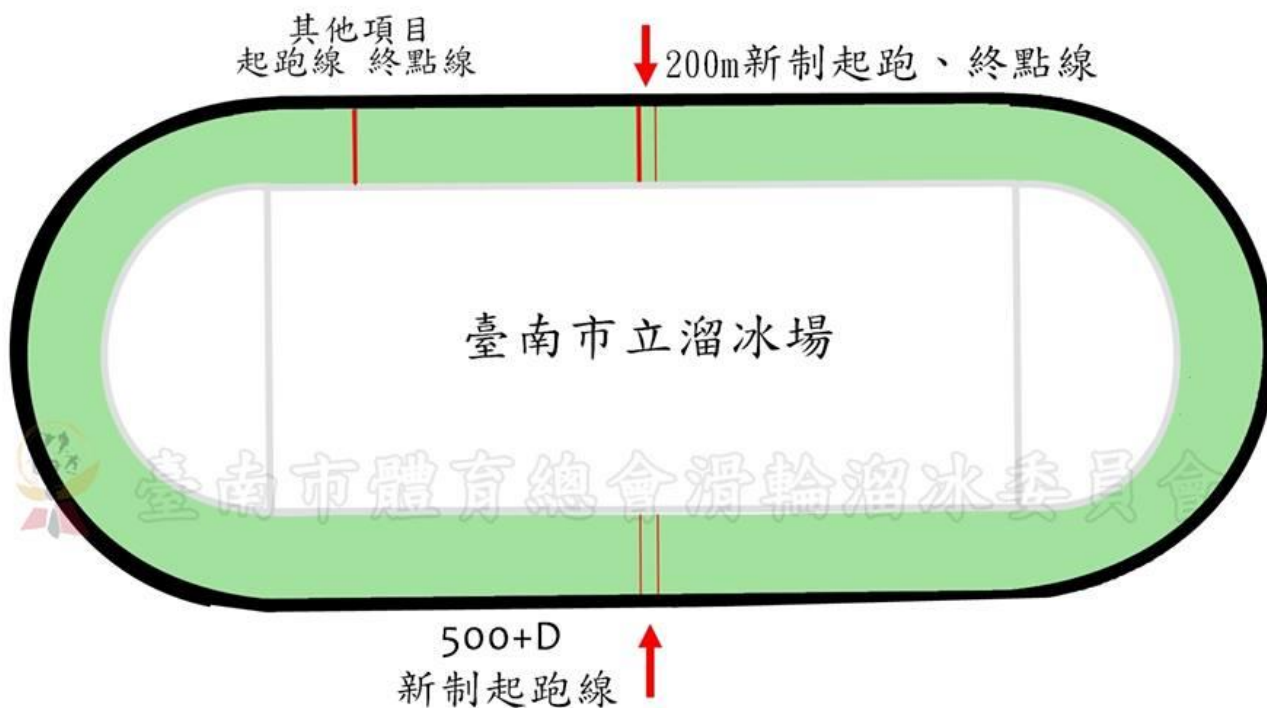 其他項目
起跑線 終點線
200m新制起跑、終點線
臺南市立溜冰場
臺南市體育總會滑輪溜冰委員會
500+D
新制起跑線